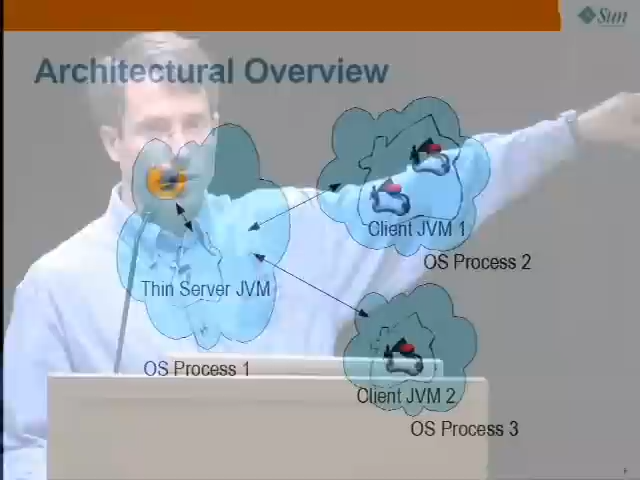 Sun
Architectural Overview
Client JVM 1
OS Process 2
Thin Server JVM
OS Process 1
Client JVM 2
OS Process 3